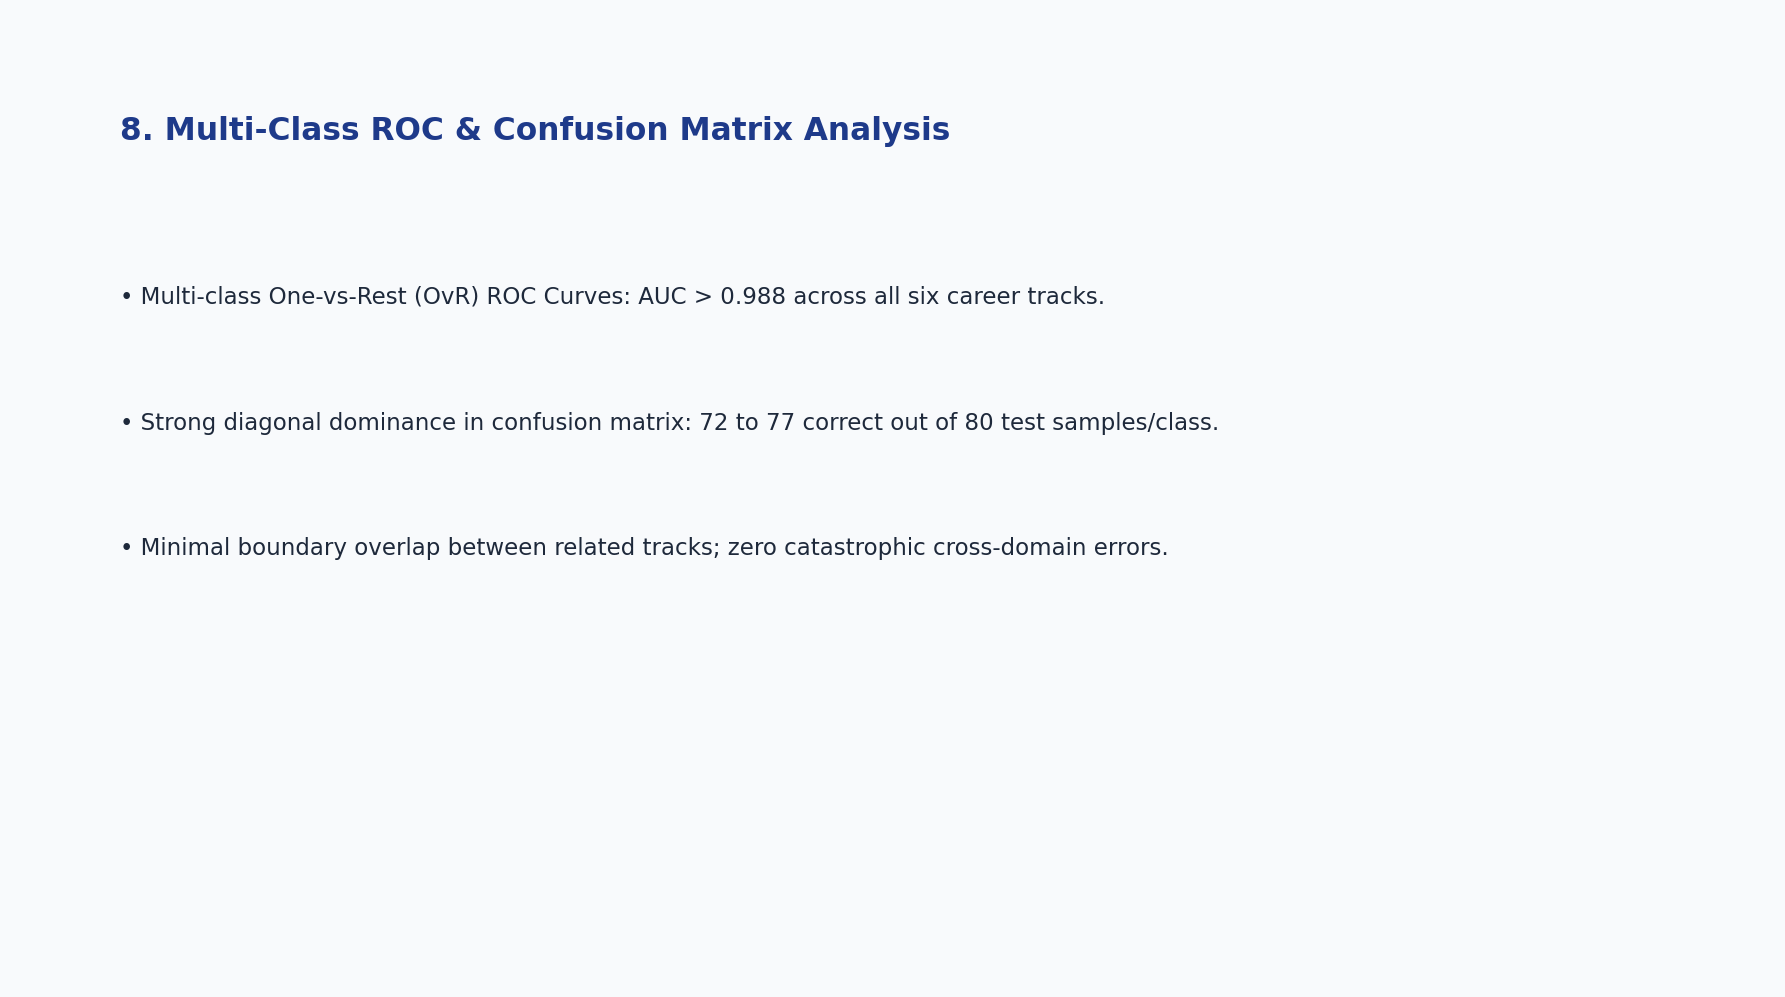 8. Multi-Class ROC & Confusion Matrix Analysis
• Multi-class One-vs-Rest (OvR) ROC Curves: AUC > 0.988 across all six career tracks.
• Strong diagonal dominance in confusion matrix: 72 to 77 correct out of 80 test samples/class.
• Minimal boundary overlap between related tracks; zero catastrophic cross-domain errors.